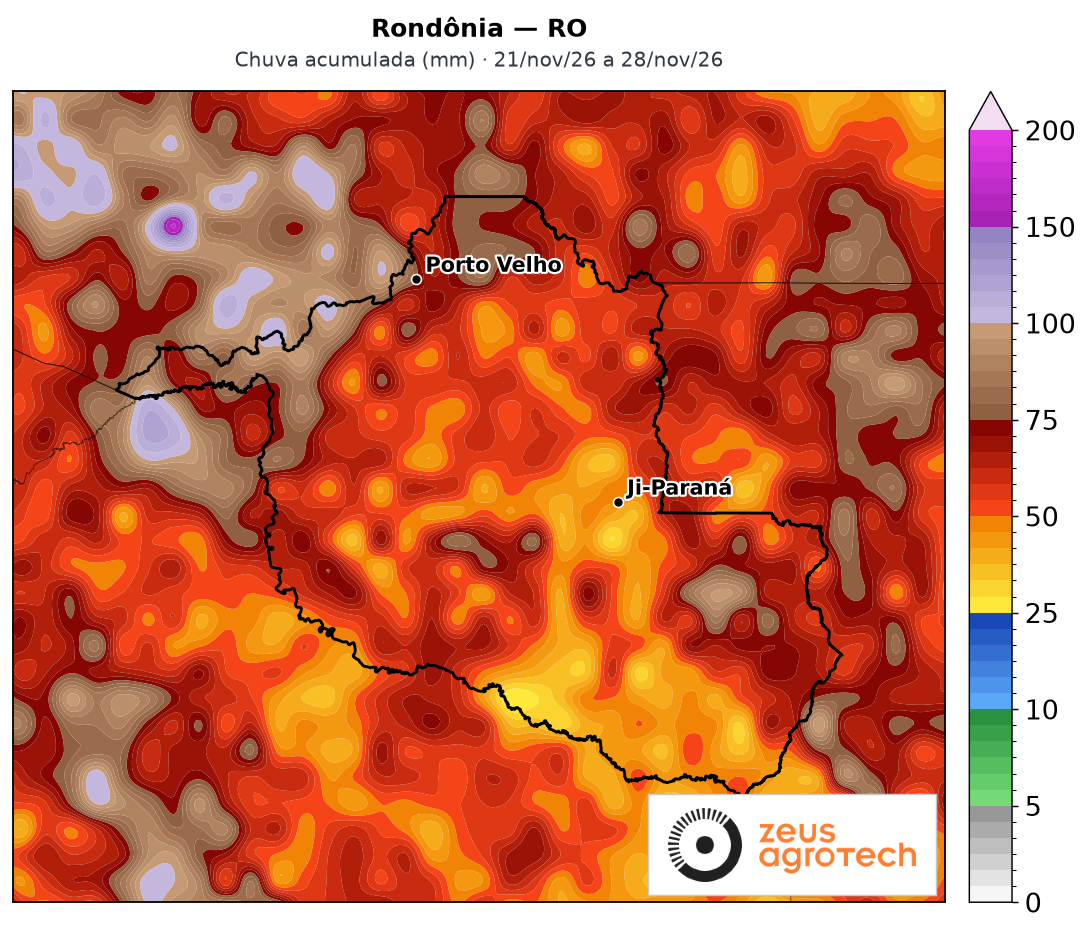 Rondônia — RO
Chuva acumulada (mm) · 21/nov/26 a 28/nov/26
Porto Velho
Ji-Paraná
200
150
100
75
50
25
10
5
0
zeus
agrotech